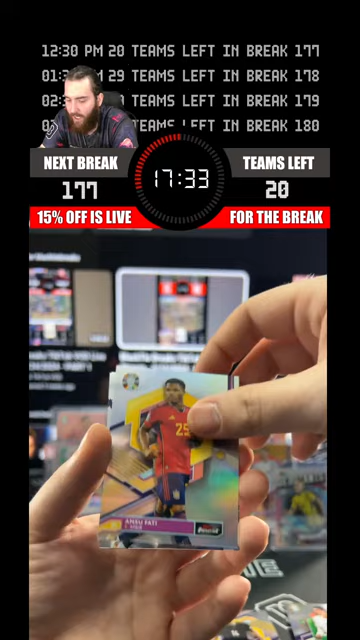 12:30 PM 20 TEAMS LEFT IN BREAK 177
01:3 PM 29 TEAMS LEFT IN BREAK 178
02: TEAMS LEFT IN BREAK 179
TEAMS LEFT IN BREAK 180
NEXT BREAK
177
17:33
TEAMS LEFT
20
15% OFF IS LIVE
FOR THE BREAK
25
ANSU FATI